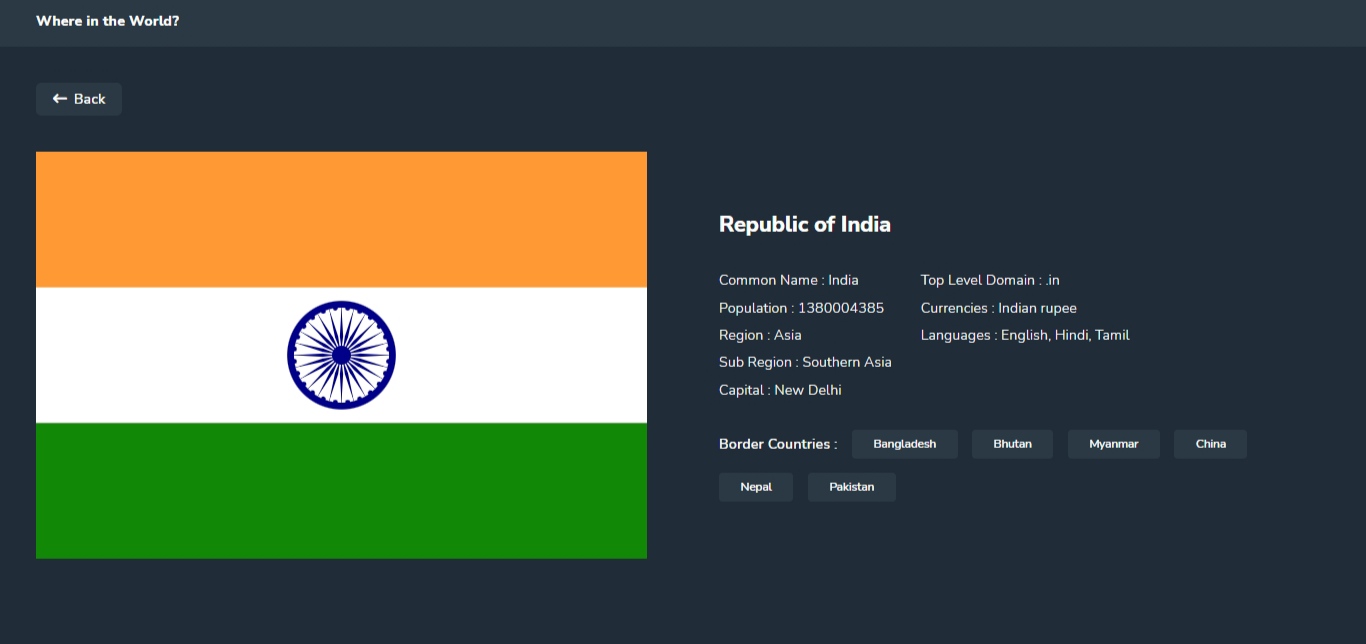 Where in the World?
← Back
Republic of India
Common Name : India
Population : 1380004385
Region : Asia
Sub Region : Southern Asia
Capital : New Delhi
Top Level Domain : .in
Currencies : Indian rupee
Languages : English, Hindi, Tamil
Border Countries : Bangladesh Bhutan Myanmar China
Nepal Pakistan